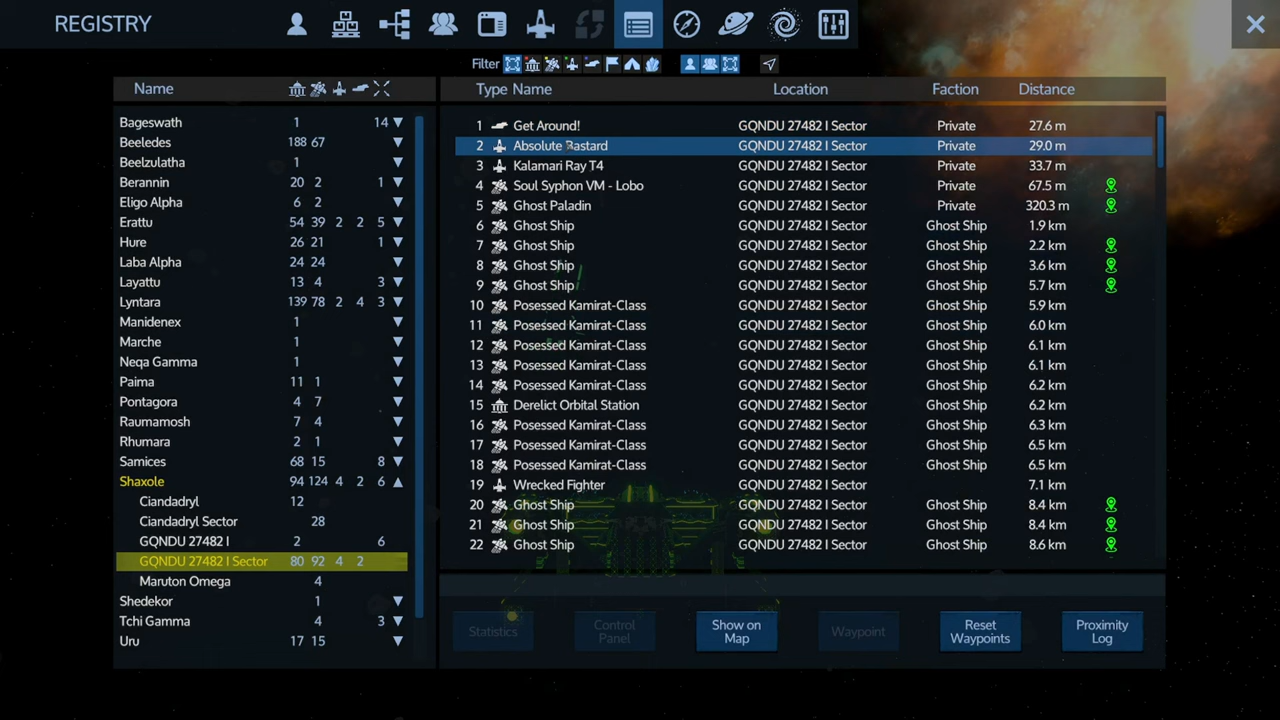 REGISTRY
Filter
Name
Type Name Location Faction Distance
Bageswath 1 14
Beeledes 188 67
Beelzulatha 1
Berannin 20 2 1
Eligo Alpha 6 2
Erattu 54 39 2 2 5
Hure 26 21 1
Laba Alpha 24 24
Layattu 13 4 3
Lyntara 139 78 2 4 3
Manidenex 1
Marche 1
Neqa Gamma 1
Paima 11 1
Pontagora 4 7
Raumamosh 7 4
Rhumara 2 1
Samices 68 15 8
Shaxole 94 124 4 2 6
Ciandadryl 12
Ciandadryl Sector 28
GQNDU 27482 I 2 6
GQNDU 27482 I Sector 80 92 4 2
Maruton Omega 4
Shedekor 1
Tchi Gamma 4 3
Uru 17 15
1 Get Around! GQNDU 27482 I Sector Private 27.6 m
2 Absolute Bastard GQNDU 27482 I Sector Private 29.0 m
3 Kalamari Ray T4 GQNDU 27482 I Sector Private 33.7 m
4 Soul Syphon VM - Lobo GQNDU 27482 I Sector Private 67.5 m
5 Ghost Paladin GQNDU 27482 I Sector Private 320.3 m
6 Ghost Ship GQNDU 27482 I Sector Ghost Ship 1.9 km
7 Ghost Ship GQNDU 27482 I Sector Ghost Ship 2.2 km
8 Ghost Ship GQNDU 27482 I Sector Ghost Ship 3.6 km
9 Ghost Ship GQNDU 27482 I Sector Ghost Ship 5.7 km
10 Posessed Kamirat-Class GQNDU 27482 I Sector Ghost Ship 5.9 km
11 Posessed Kamirat-Class GQNDU 27482 I Sector Ghost Ship 6.0 km
12 Posessed Kamirat-Class GQNDU 27482 I Sector Ghost Ship 6.1 km
13 Posessed Kamirat-Class GQNDU 27482 I Sector Ghost Ship 6.1 km
14 Posessed Kamirat-Class GQNDU 27482 I Sector Ghost Ship 6.2 km
15 Derelict Orbital Station GQNDU 27482 I Sector Ghost Ship 6.2 km
16 Posessed Kamirat-Class GQNDU 27482 I Sector Ghost Ship 6.3 km
17 Posessed Kamirat-Class GQNDU 27482 I Sector Ghost Ship 6.5 km
18 Posessed Kamirat-Class GQNDU 27482 I Sector Ghost Ship 6.5 km
19 Wrecked Fighter GQNDU 27482 I Sector 7.1 km
20 Ghost Ship GQNDU 27482 I Sector Ghost Ship 8.4 km
21 Ghost Ship GQNDU 27482 I Sector Ghost Ship 8.4 km
22 Ghost Ship GQNDU 27482 I Sector Ghost Ship 8.6 km
Statistics
Control
Panel
Show on
Map
Waypoint
Reset
Waypoints
Proximity
Log